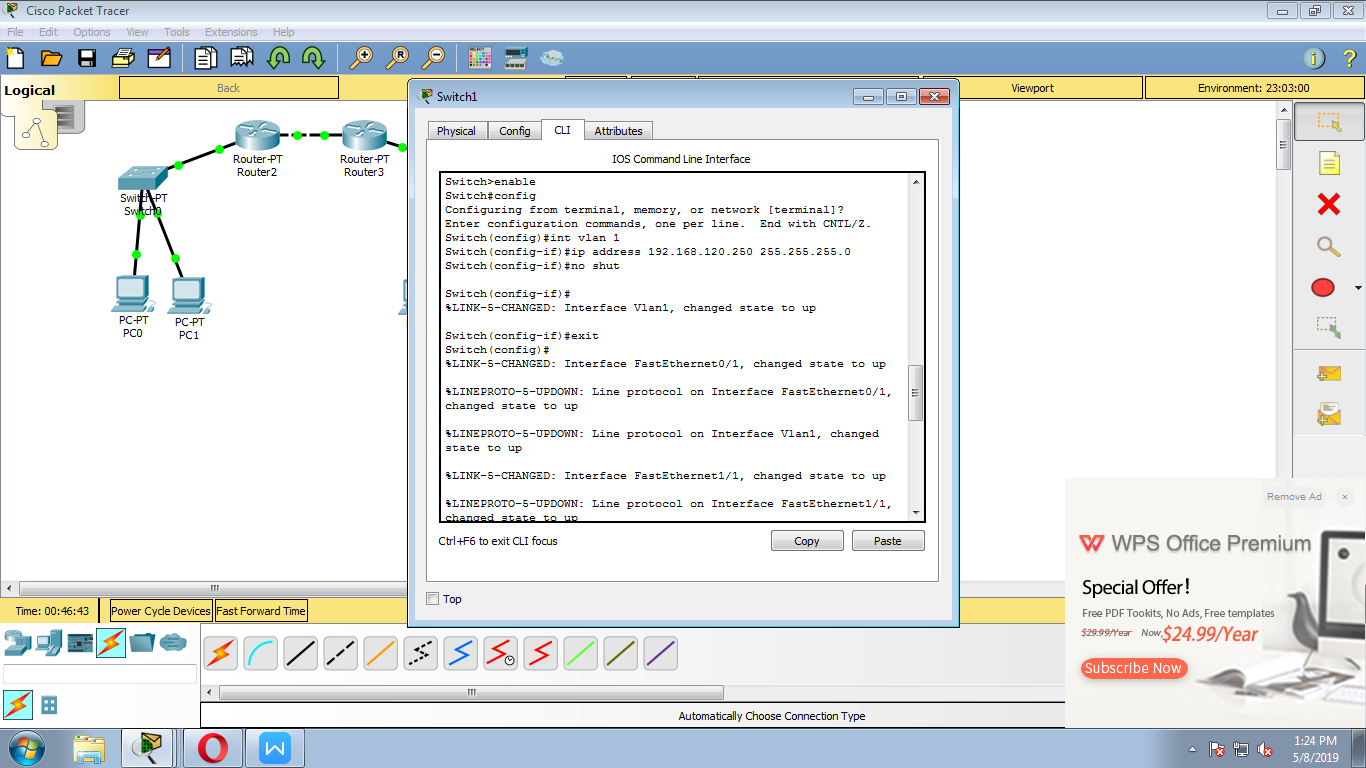 Cisco Packet Tracer
File Edit Options View Tools Extensions Help
Logical
Back
Viewport
Environment: 23:03:00
Router-PT
Router2
Router-PT
Router3
Switch-PT
Switch0
PC-PT
PC0
PC-PT
PC1
Switch1
Physical Config CLI Attributes
IOS Command Line Interface
Switch>enable
Switch#config
Configuring from terminal, memory, or network [terminal]?
Enter configuration commands, one per line.  End with CNTL/Z.
Switch(config)#int vlan 1
Switch(config-if)#ip address 192.168.120.250 255.255.255.0
Switch(config-if)#no shut
Switch(config-if)#
%LINK-5-CHANGED: Interface Vlan1, changed state to up
Switch(config-if)#exit
Switch(config)#
%LINK-5-CHANGED: Interface FastEthernet0/1, changed state to up
%LINEPROTO-5-UPDOWN: Line protocol on Interface FastEthernet0/1,
changed state to up
%LINEPROTO-5-UPDOWN: Line protocol on Interface Vlan1, changed
state to up
%LINK-5-CHANGED: Interface FastEthernet1/1, changed state to up
%LINEPROTO-5-UPDOWN: Line protocol on Interface FastEthernet1/1,
changed state to up
Ctrl+F6 to exit CLI focus
Copy Paste
Top
Remove Ad ×
WPS Office Premium
Special Offer!
Free PDF Tookits, No Ads, Free templates
$29.99/Year Now $24.99/Year
Subscribe Now
Time: 00:46:43 Power Cycle Devices Fast Forward Time
Automatically Choose Connection Type
1:24 PM
5/8/2019